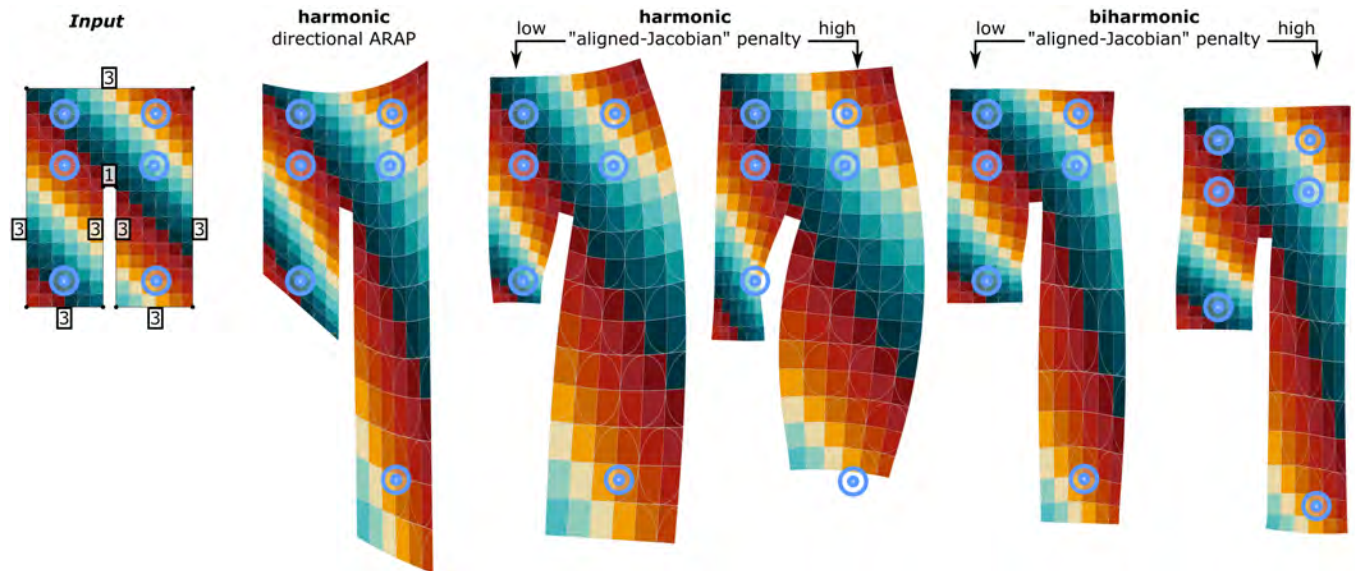 Input
harmonic
directional ARAP
harmonic
low "aligned-Jacobian" penalty high
biharmonic
low "aligned-Jacobian" penalty high
3
1
3 3 3 3
3 3